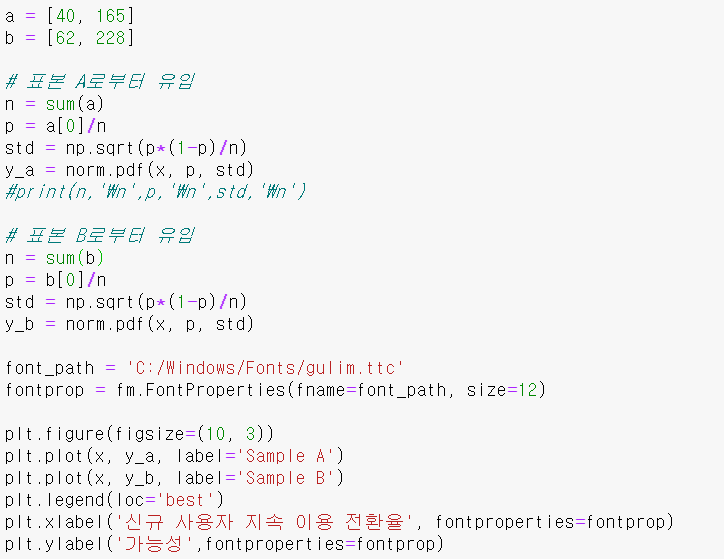 a = [40, 165]
b = [62, 228]
# 표본 A로부터 유입
n = sum(a)
p = a[0]/n
std = np.sqrt(p*(1-p)/n)
y_a = norm.pdf(x, p, std)
#print(n,'₩n',p,'₩n',std,'₩n')
# 표본 B로부터 유입
n = sum(b)
p = b[0]/n
std = np.sqrt(p*(1-p)/n)
y_b = norm.pdf(x, p, std)
font_path = 'C:/Windows/Fonts/gulim.ttc'
fontprop = fm.FontProperties(fname=font_path, size=12)
plt.figure(figsize=(10, 3))
plt.plot(x, y_a, label='Sample A')
plt.plot(x, y_b, label='Sample B')
plt.legend(loc='best')
plt.xlabel('신규 사용자 지속 이용 전환율', fontproperties=fontprop)
plt.ylabel('가능성',fontproperties=fontprop)